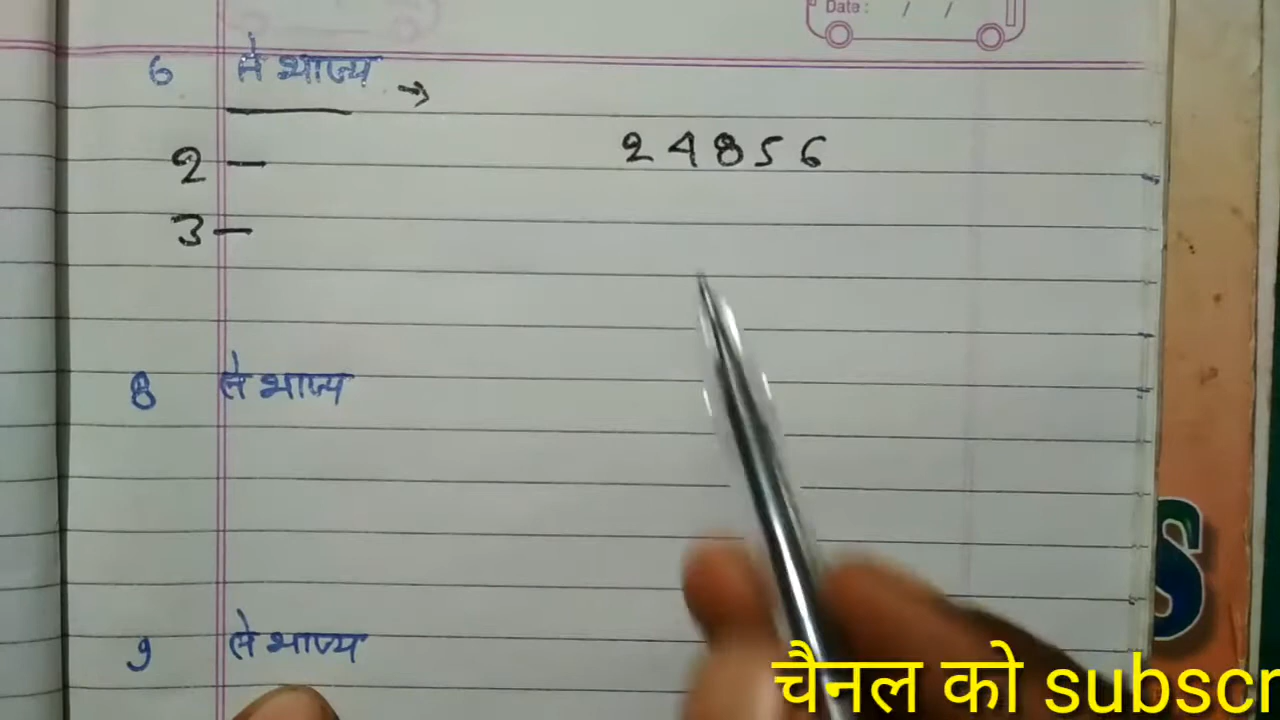 Date : / /
6 से भाज्य →
2 —
24856
3 —
8 से भाज्य
9 से भाज्य
S
चैनल को subscr